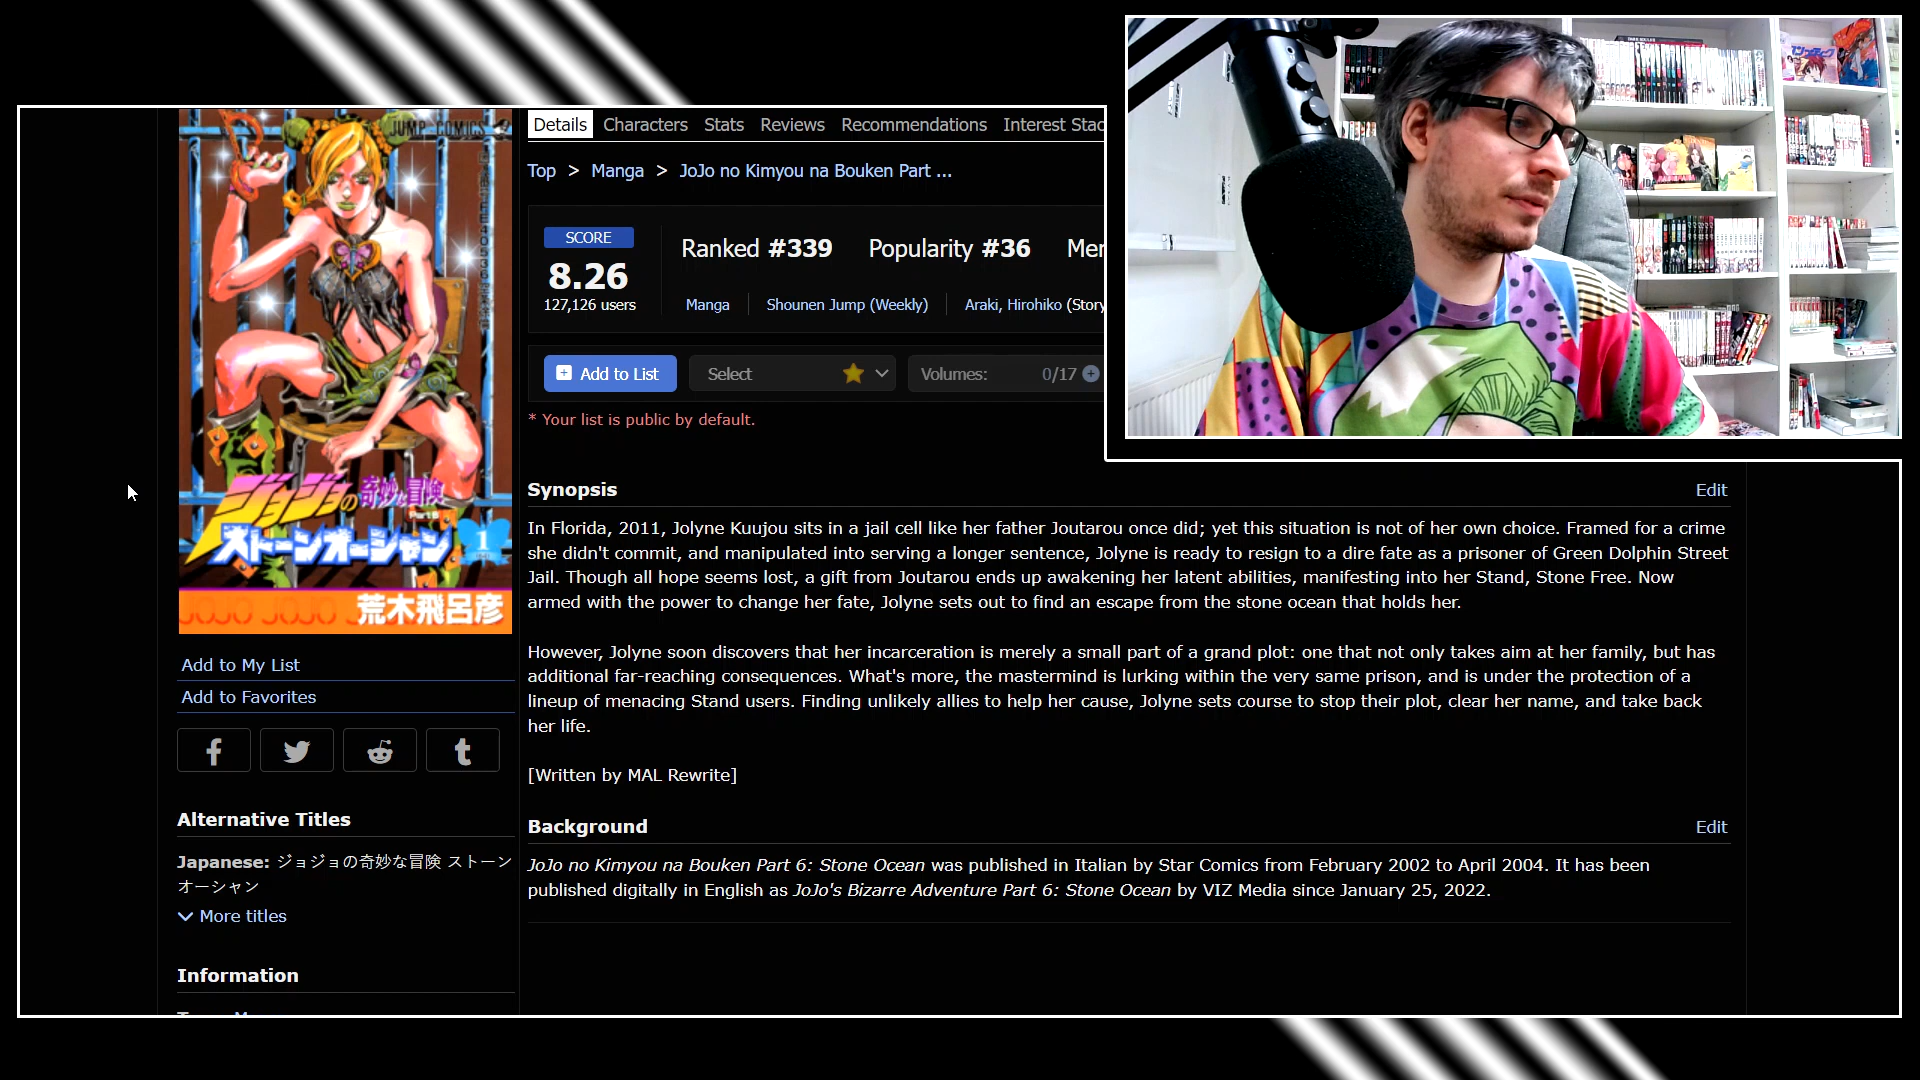 JUMP COMICS
ジョジョの奇妙な冒険
Part6
ストーンオーシャン
1
JOJO JOJO
荒木飛呂彦
Details Characters Stats Reviews Recommendations Interest Stac
Top > Manga > JoJo no Kimyou na Bouken Part ...
SCORE
8.26
127,126 users
Ranked #339 Popularity #36 Mem
Manga Shounen Jump (Weekly) Araki, Hirohiko (Story
Add to List Select Volumes: 0/17
* Your list is public by default.
Synopsis Edit
In Florida, 2011, Jolyne Kuujou sits in a jail cell like her father Joutarou once did; yet this situation is not of her own choice. Framed for a crime
she didn't commit, and manipulated into serving a longer sentence, Jolyne is ready to resign to a dire fate as a prisoner of Green Dolphin Street
Jail. Though all hope seems lost, a gift from Joutarou ends up awakening her latent abilities, manifesting into her Stand, Stone Free. Now
armed with the power to change her fate, Jolyne sets out to find an escape from the stone ocean that holds her.
However, Jolyne soon discovers that her incarceration is merely a small part of a grand plot: one that not only takes aim at her family, but has
additional far-reaching consequences. What's more, the mastermind is lurking within the very same prison, and is under the protection of a
lineup of menacing Stand users. Finding unlikely allies to help her cause, Jolyne sets course to stop their plot, clear her name, and take back
her life.
[Written by MAL Rewrite]
Background Edit
JoJo no Kimyou na Bouken Part 6: Stone Ocean was published in Italian by Star Comics from February 2002 to April 2004. It has been
published digitally in English as JoJo's Bizarre Adventure Part 6: Stone Ocean by VIZ Media since January 25, 2022.
Add to My List
Add to Favorites
Alternative Titles
Japanese: ジョジョの奇妙な冒険 ストーン
オーシャン
More titles
Information